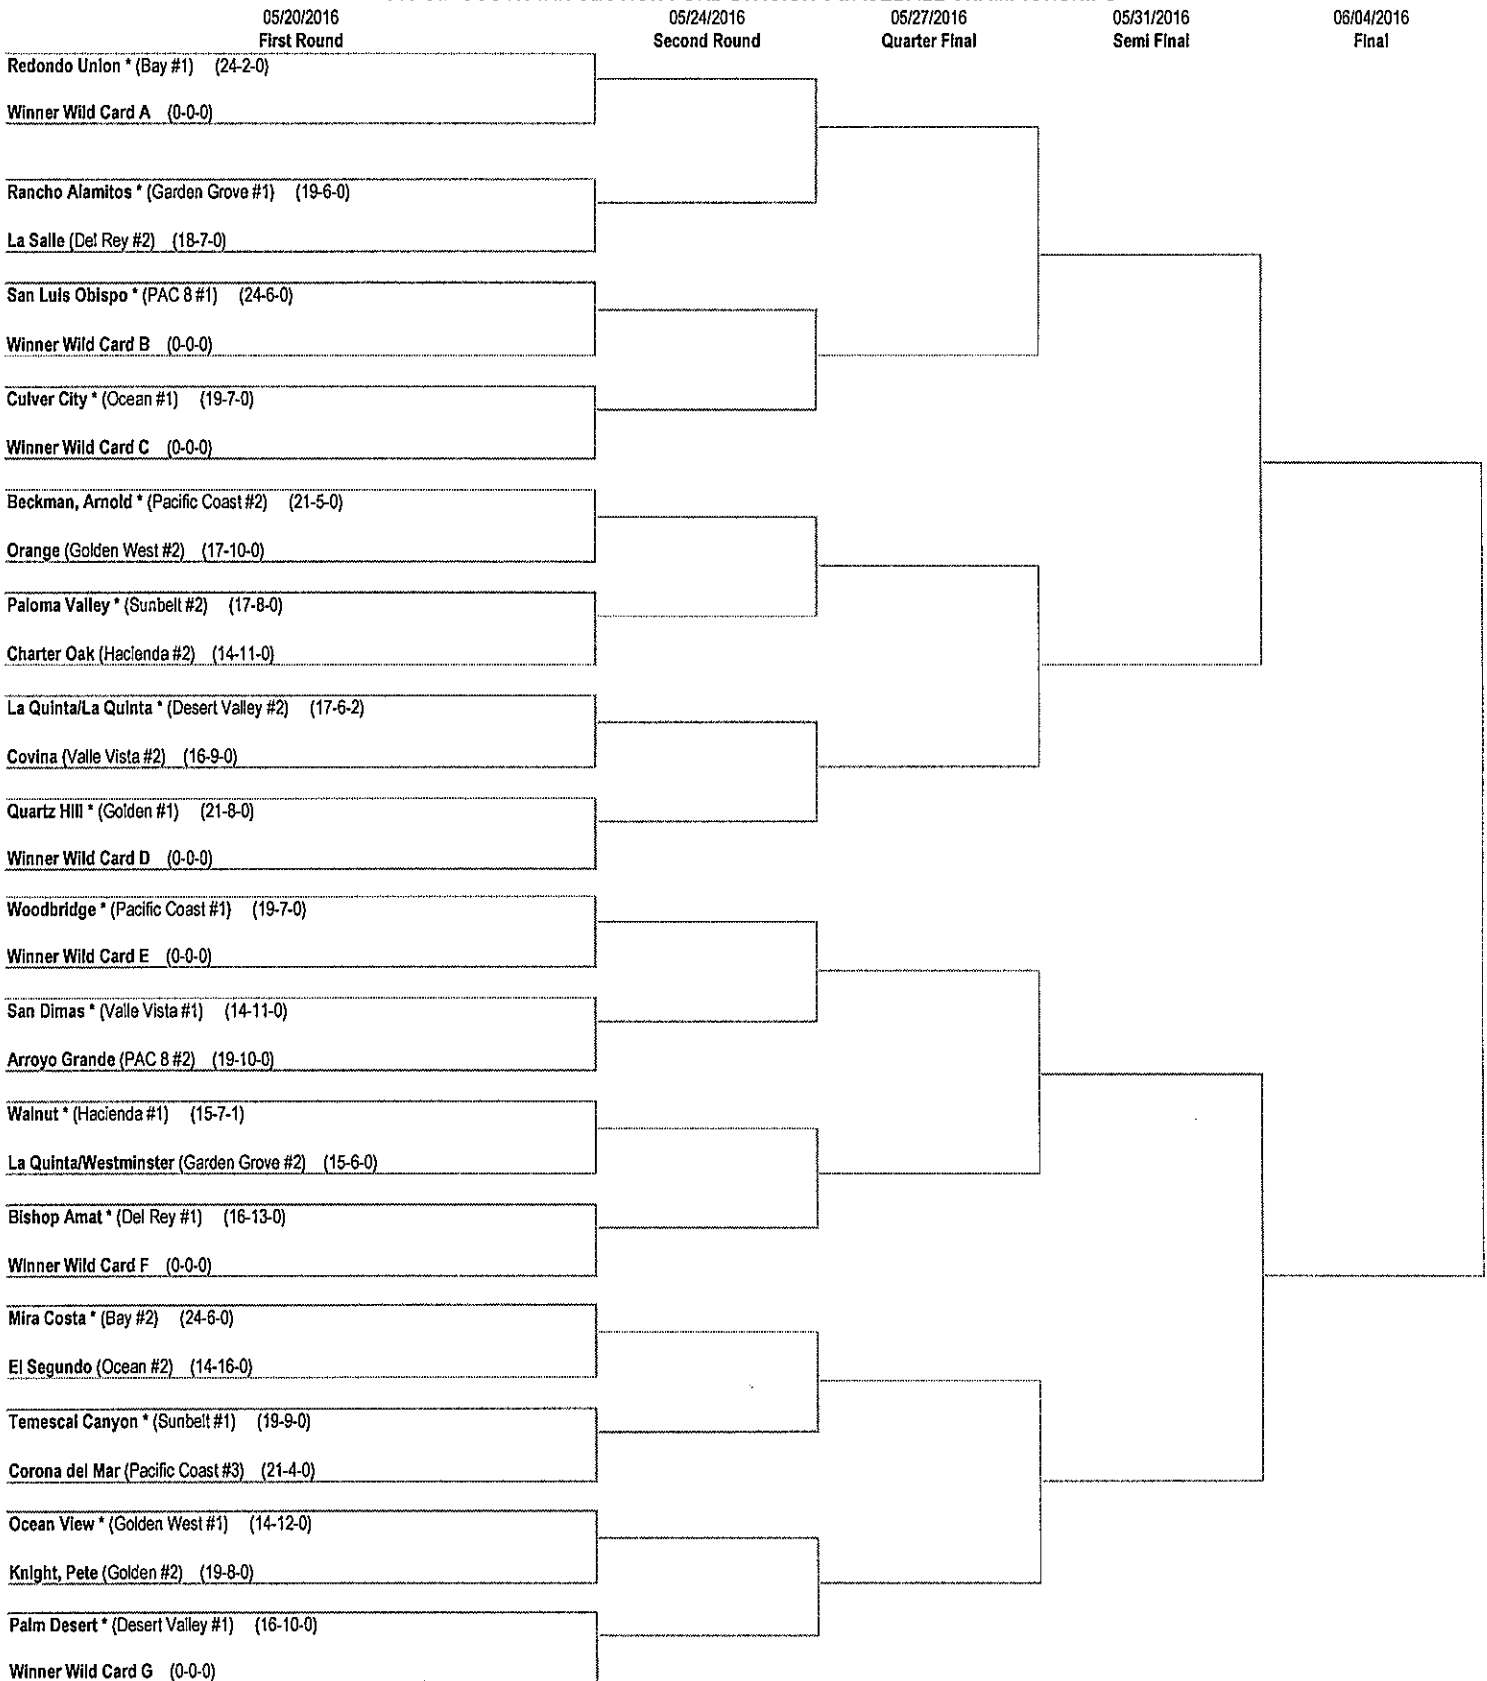 05/20/2016 05/24/2016 05/27/2016 05/31/2016 06/04/2016
First Round Second Round Quarter Final Semi Final Final
Redondo Union * (Bay #1) (24-2-0)
Winner Wild Card A (0-0-0)
Rancho Alamitos * (Garden Grove #1) (19-6-0)
La Salle (Del Rey #2) (18-7-0)
San Luis Obispo * (PAC 8 #1) (24-6-0)
Winner Wild Card B (0-0-0)
Culver City * (Ocean #1) (19-7-0)
Winner Wild Card C (0-0-0)
Beckman, Arnold * (Pacific Coast #2) (21-5-0)
Orange (Golden West #2) (17-10-0)
Paloma Valley * (Sunbelt #2) (17-8-0)
Charter Oak (Hacienda #2) (14-11-0)
La Quinta/La Quinta * (Desert Valley #2) (17-6-2)
Covina (Valle Vista #2) (16-9-0)
Quartz Hill * (Golden #1) (21-8-0)
Winner Wild Card D (0-0-0)
Woodbridge * (Pacific Coast #1) (19-7-0)
Winner Wild Card E (0-0-0)
San Dimas * (Valle Vista #1) (14-11-0)
Arroyo Grande (PAC 8 #2) (19-10-0)
Walnut * (Hacienda #1) (15-7-1)
La Quinta/Westminster (Garden Grove #2) (15-6-0)
Bishop Amat * (Del Rey #1) (16-13-0)
Winner Wild Card F (0-0-0)
Mira Costa * (Bay #2) (24-6-0)
El Segundo (Ocean #2) (14-16-0)
Temescal Canyon * (Sunbelt #1) (19-9-0)
Corona del Mar (Pacific Coast #3) (21-4-0)
Ocean View * (Golden West #1) (14-12-0)
Knight, Pete (Golden #2) (19-8-0)
Palm Desert * (Desert Valley #1) (16-10-0)
Winner Wild Card G (0-0-0)